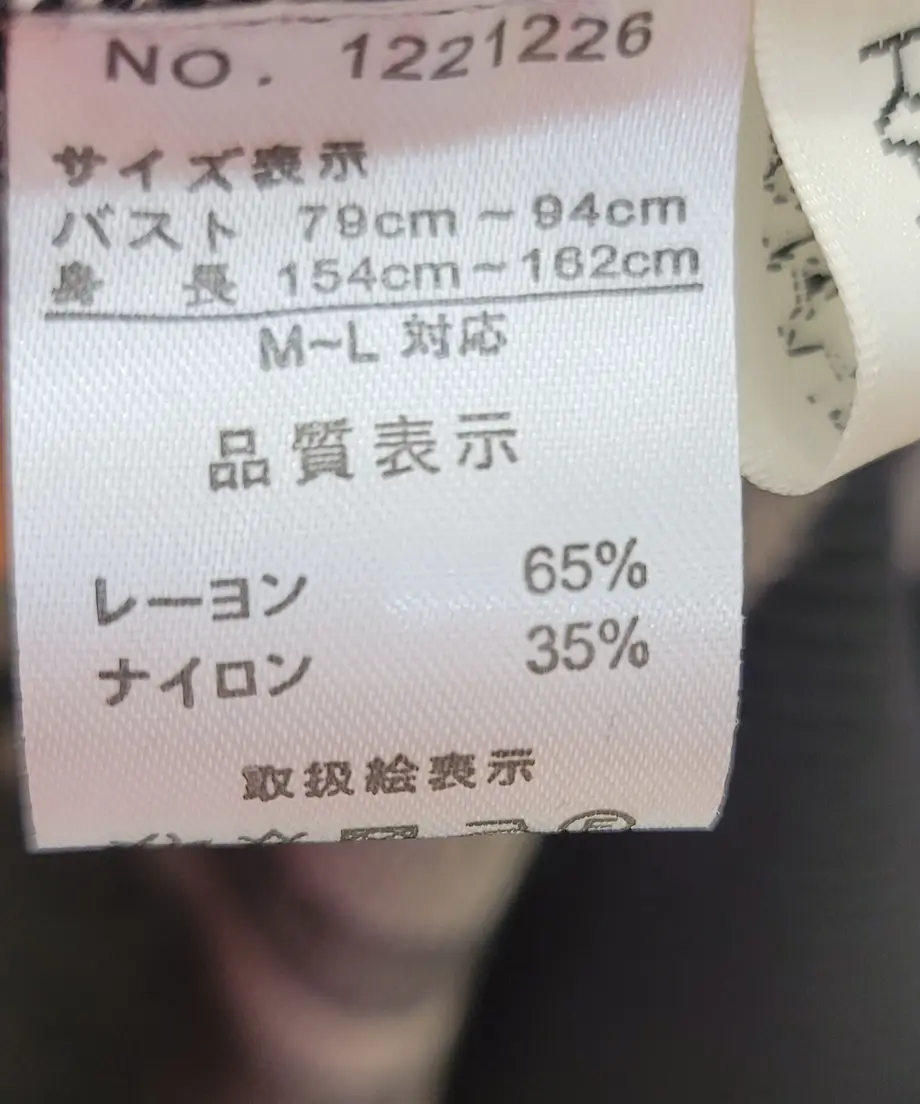 NO. 1221226
サイズ表示
バスト 79cm ~ 94cm
身 長 154cm~162cm
M~L 対応
品質表示
レーヨン 65%
ナイロン 35%
取扱絵表示